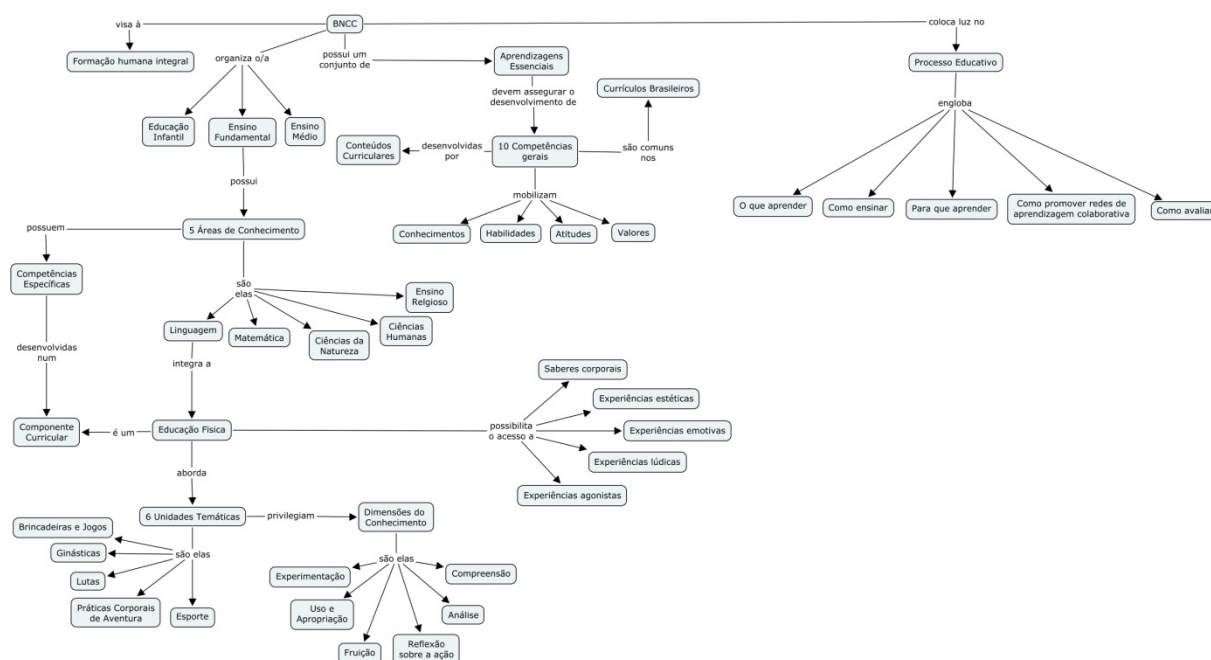 BNCC
visa à
Formação humana integral
organiza o/a
Educação
Infantil
Ensino
Fundamental
Ensino
Médio
possui um
conjunto de
Aprendizagens
Essenciais
devem assegurar o
desenvolvimento de
10 Competências
gerais
desenvolvidas
por
Conteúdos
Curriculares
são comuns
nos
Currículos Brasileiros
mobilizam
Conhecimentos
Habilidades
Atitudes
Valores
coloca luz no
Processo Educativo
engloba
O que aprender
Como ensinar
Para que aprender
Como promover redes de
aprendizagem colaborativa
Como avaliar
possui
5 Áreas de Conhecimento
possuem
Competências
Específicas
desenvolvidas
num
Componente
Curricular
são
elas
Linguagem
Matemática
Ciências da
Natureza
Ciências
Humanas
Ensino
Relgioso
integra a
Educação Fisica
é um
possibilita
o acesso a
Saberes corporais
Experiências estéticas
Experiências emotivas
Experiências lúdicas
Experiências agonistas
aborda
6 Unidades Temáticas
privilegiam
Dimensões do
Conhecimento
são elas
Brincadeiras e Jogos
Ginásticas
Lutas
Práticas Corporais
de Aventura
Esporte
são elas
Experimentação
Uso e
Apropriação
Fruição
Reflexão
sobre a ação
Análise
Compreensão